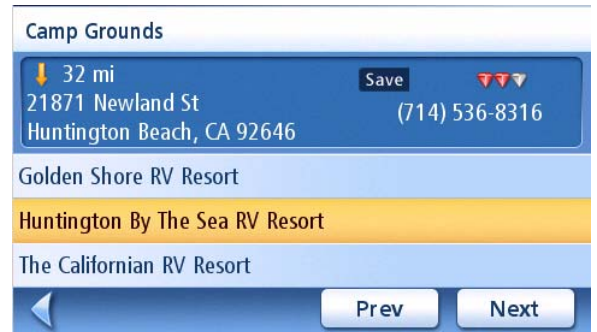 Camp Grounds
32 mi
Save
21871 Newland St
(714) 536-8316
Huntington Beach, CA 92646
Golden Shore RV Resort
Huntington By The Sea RV Resort
The Californian RV Resort
Prev
Next